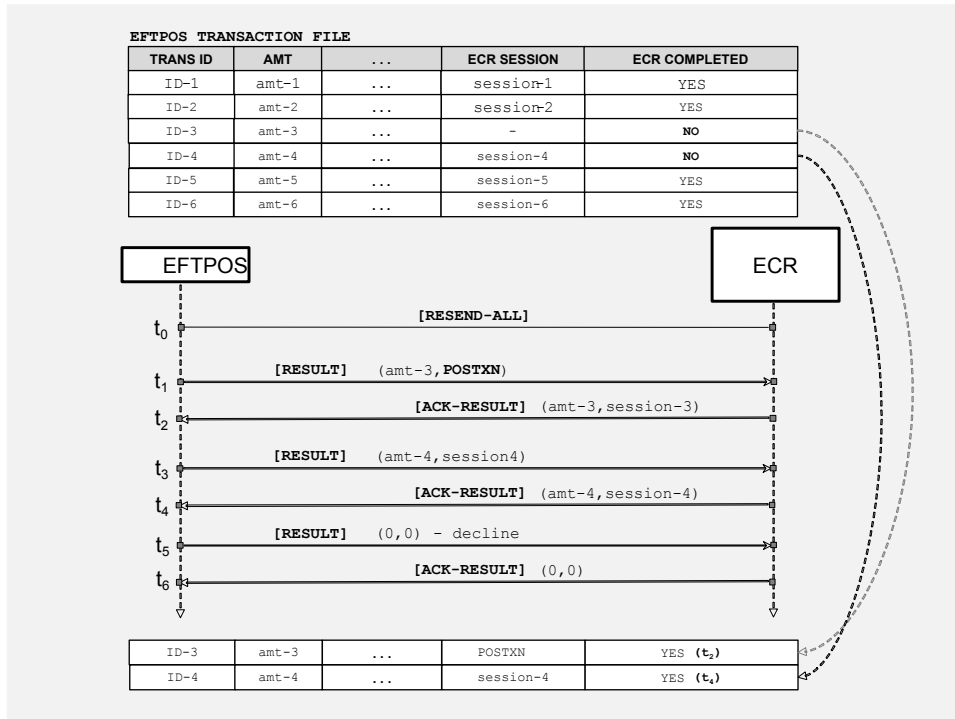 EFTPOS TRANSACTION FILE
TRANS ID AMT ... ECR SESSION ECR COMPLETED
ID-1 amt-1 ... session-1 YES
ID-2 amt-2 ... session-2 YES
ID-3 amt-3 ... - NO
ID-4 amt-4 ... session-4 NO
ID-5 amt-5 ... session-5 YES
ID-6 amt-6 ... session-6 YES
EFTPOS ECR
t0 [RESEND-ALL]
t1 [RESULT] (amt-3,POSTXN)
t2 [ACK-RESULT] (amt-3,session-3)
t3 [RESULT] (amt-4,session4)
t4 [ACK-RESULT] (amt-4,session-4)
t5 [RESULT] (0,0) - decline
t6 [ACK-RESULT] (0,0)
ID-3 amt-3 ... POSTXN YES (t2)
ID-4 amt-4 ... session-4 YES (t4)